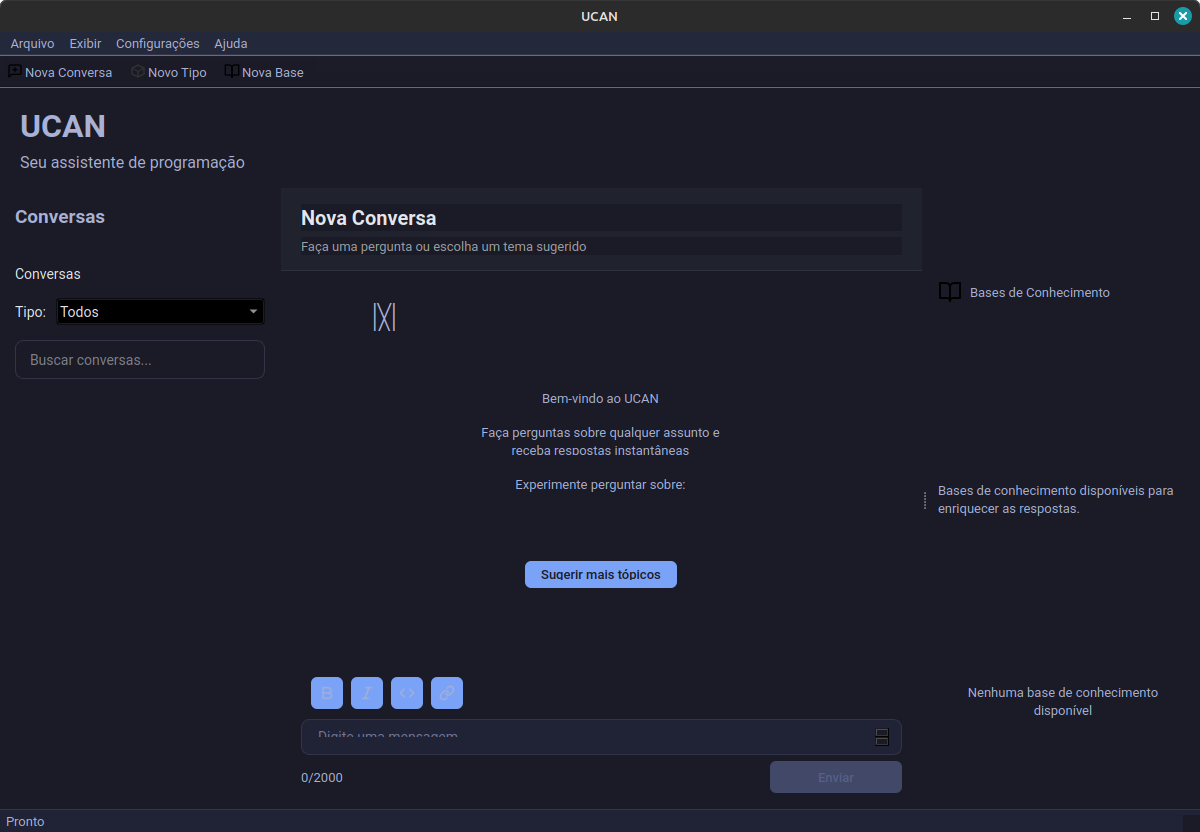 UCAN
Arquivo Exibir Configurações Ajuda
Nova Conversa Novo Tipo Nova Base
UCAN
Seu assistente de programação
Conversas
Conversas
Tipo: Todos
Buscar conversas...
Nova Conversa
Faça uma pergunta ou escolha um tema sugerido
Bem-vindo ao UCAN
Faça perguntas sobre qualquer assunto e
receba respostas instantâneas
Experimente perguntar sobre:
Sugerir mais tópicos
B I <>
Digite uma mensagem
0/2000
Enviar
Bases de Conhecimento
Bases de conhecimento disponíveis para
enriquecer as respostas.
Nenhuma base de conhecimento
disponível
Pronto